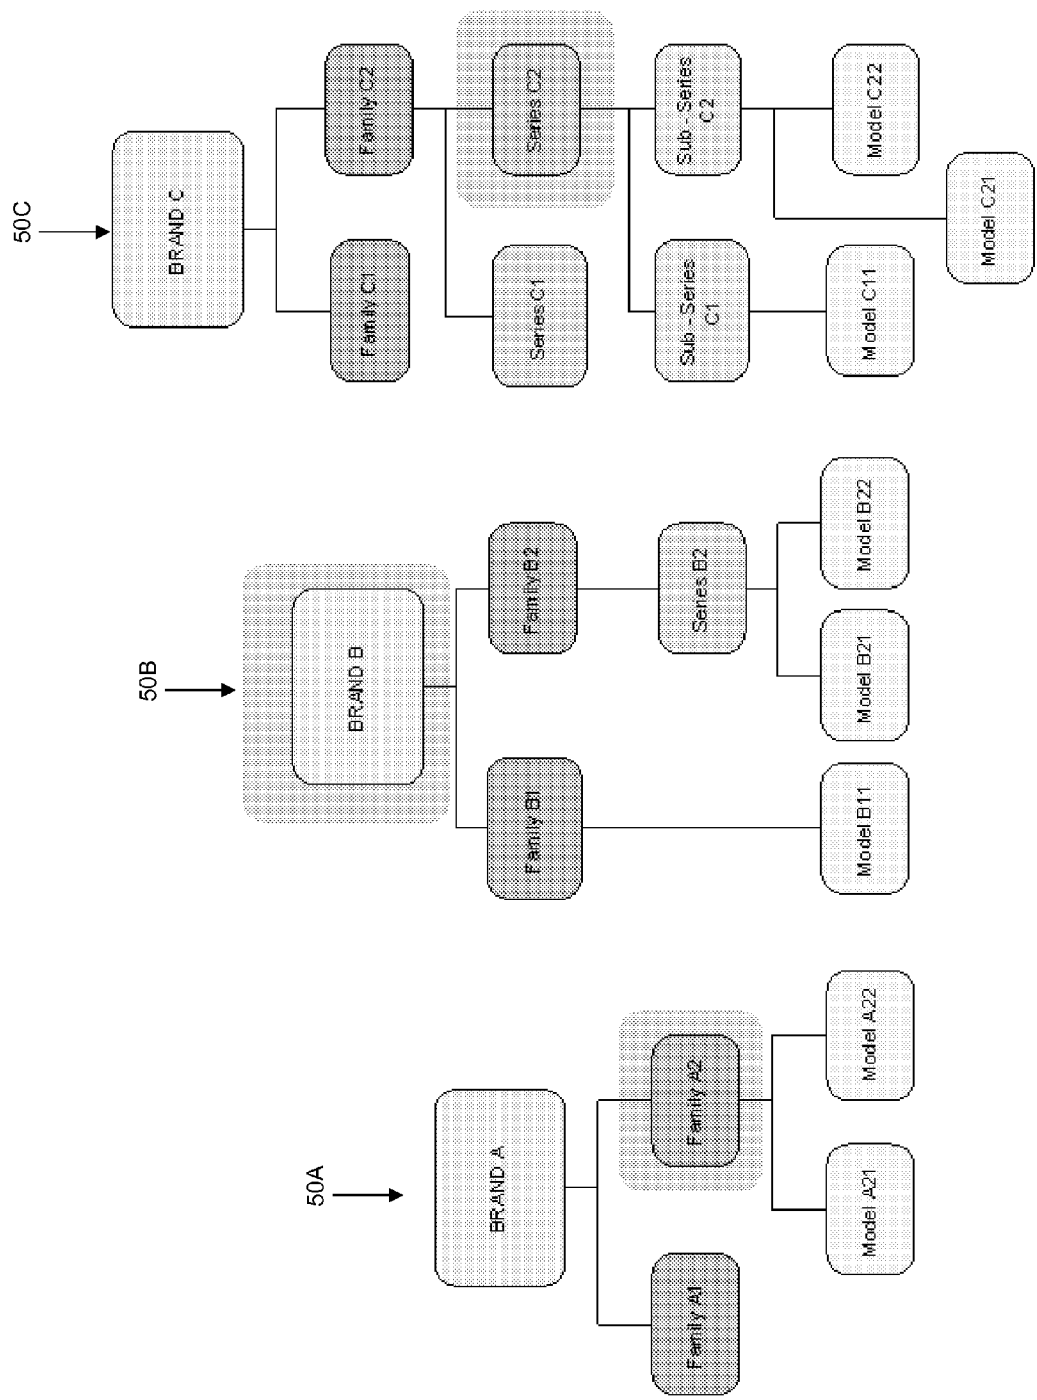 50A
BRAND A
Family A1
Family A2
Model A21
Model A22
50B
BRAND B
Family B1
Family B2
Series B2
Model B11
Model B21
Model B22
50C
BRAND C
Family C1
Family C2
Series C1
Series C2
Sub - Series
C1
Sub - Series
C2
Model C11
Model C22
Model C21